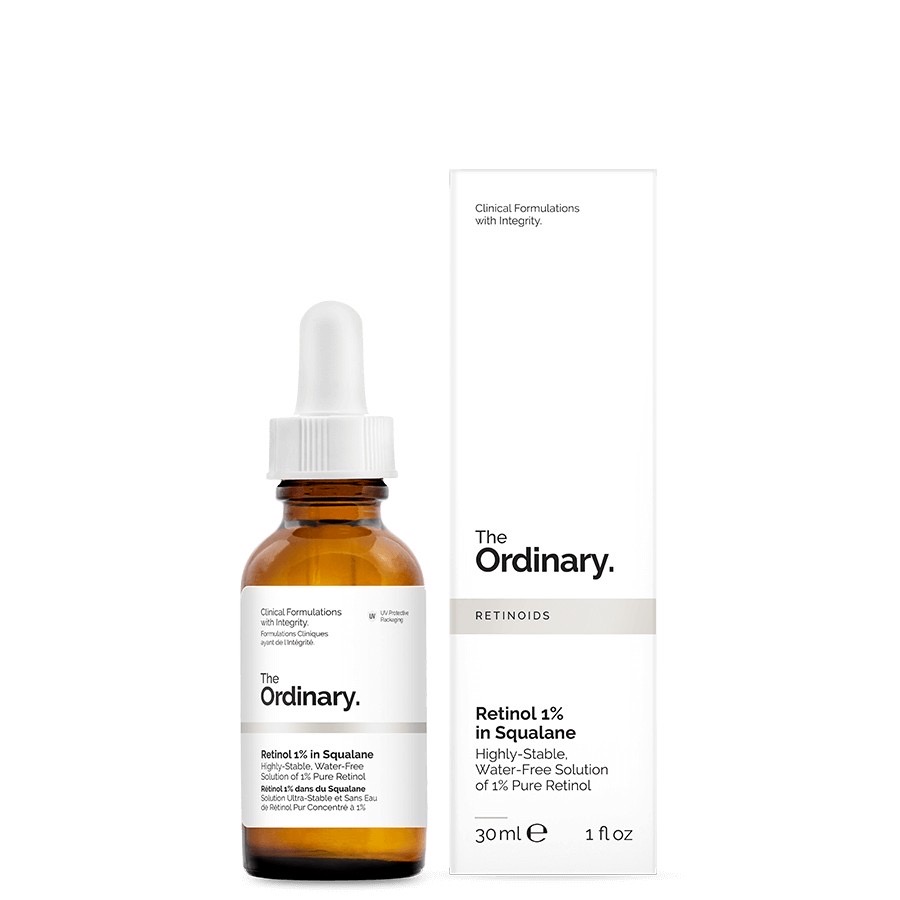 Clinical Formulations
with Integrity.
Formulations Cliniques
ayant de l'Intégrité.
UV
UV Protective
Packaging
The
Ordinary.
Retinol 1% in Squalane
Highly-Stable, Water-Free
Solution of 1% Pure Retinol
Rétinol 1% dans du Squalane
Solution Ultra-Stable et Sans Eau
de Rétinol Pur Concentré à 1%
Clinical Formulations
with Integrity.
The
Ordinary.
RETINOIDS
Retinol 1%
in Squalane
Highly-Stable,
Water-Free Solution
of 1% Pure Retinol
30 ml ℮ 1 fl oz